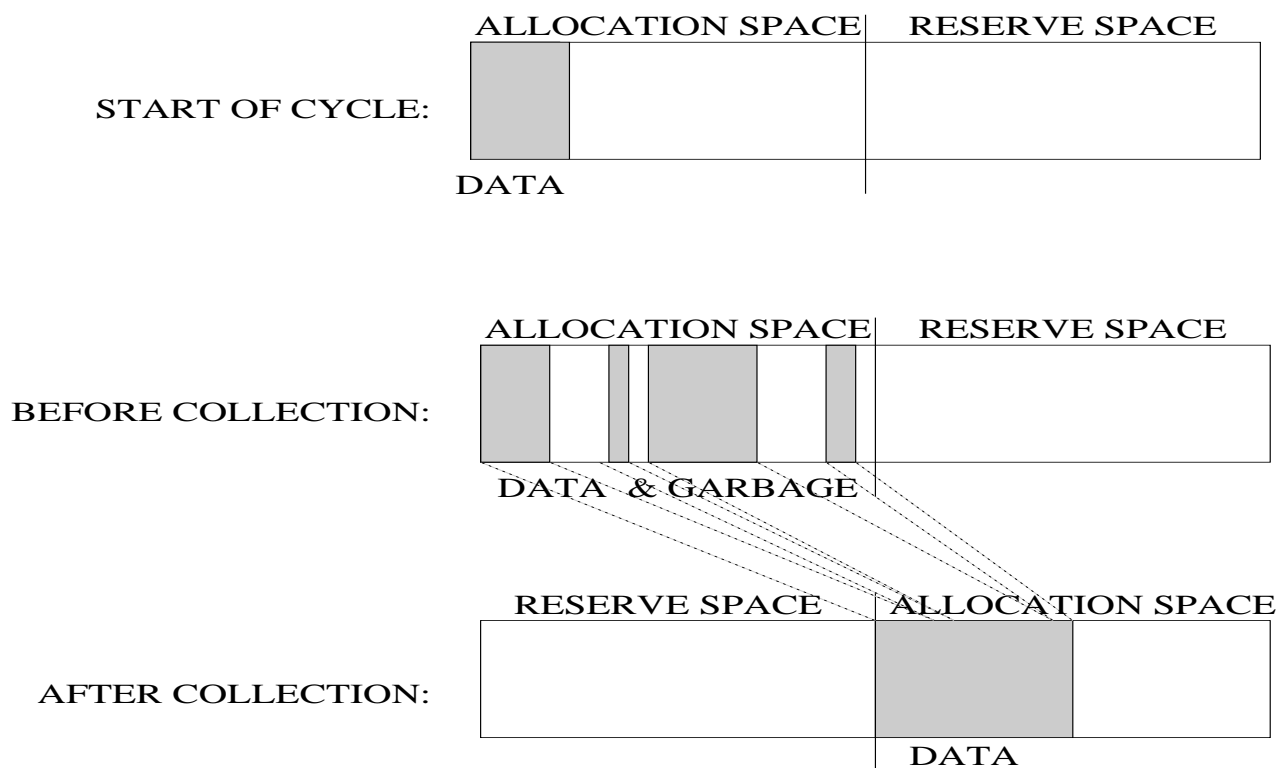 ALLOCATION SPACE RESERVE SPACE
START OF CYCLE:
DATA
ALLOCATION SPACE RESERVE SPACE
BEFORE COLLECTION:
DATA & GARBAGE
RESERVE SPACE ALLOCATION SPACE
AFTER COLLECTION:
DATA